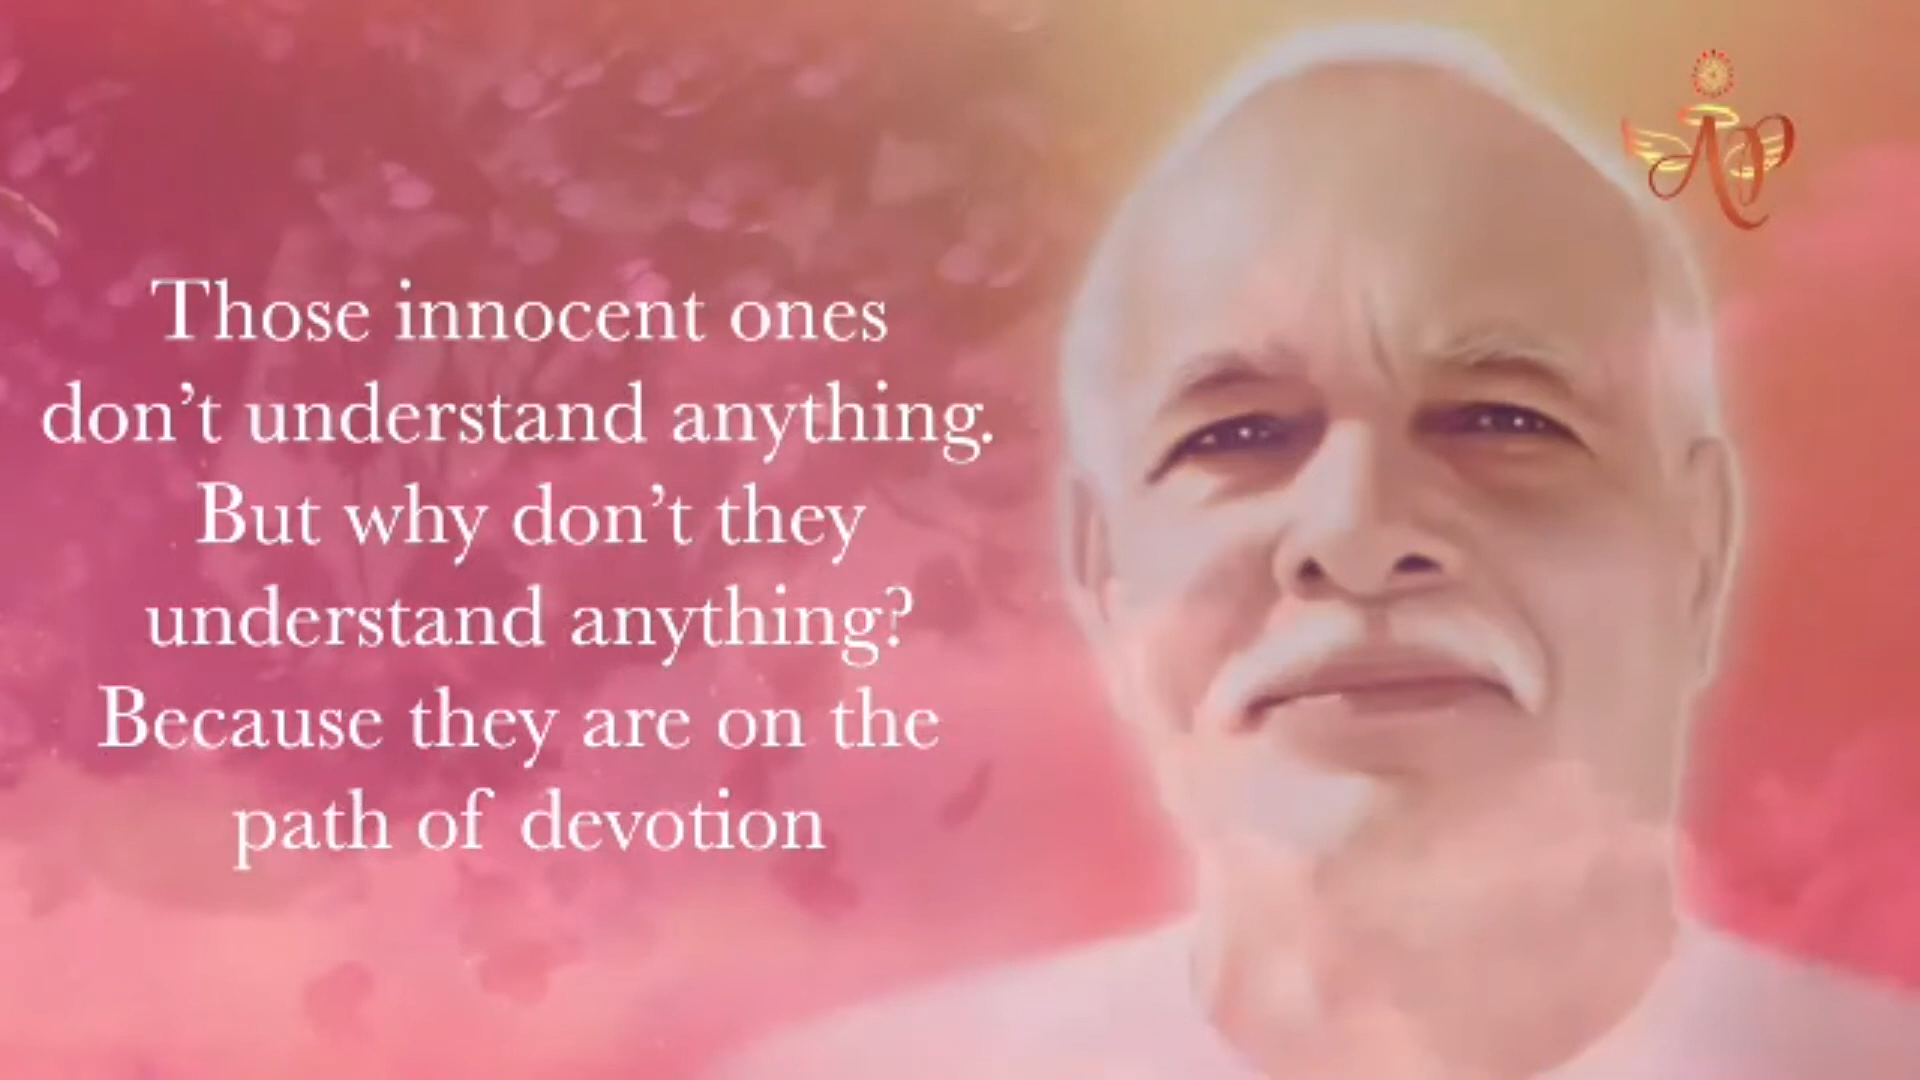 Those innocent ones
don’t understand anything.
But why don’t they
understand anything?
Because they are on the
path of devotion
AP